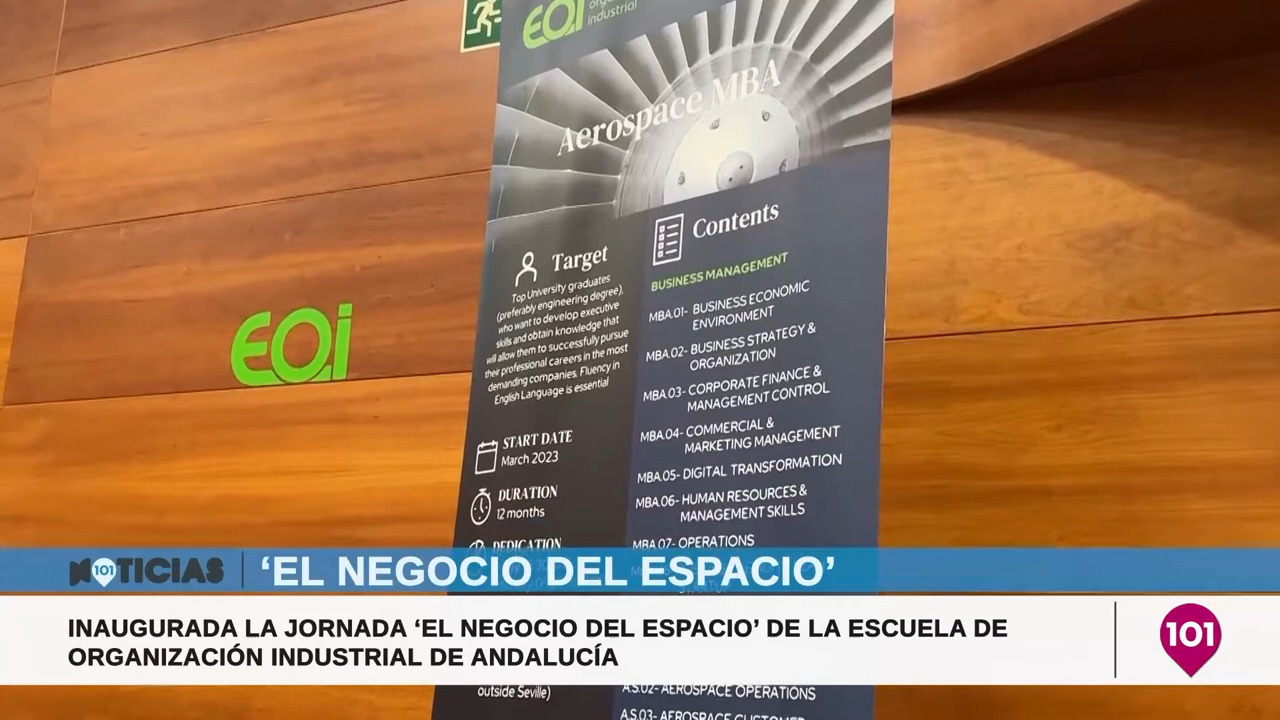 EOi
industrial
Aerospace MBA
Target
Top University graduates
(preferably engineering degree),
who want to develop executive
skills and obtain knowledge that
will allow them to successfully pursue
their professional careers in the most
demanding companies. Fluency in
English Language is essential
START DATE
March 2023
DURATION
12 months
DEDICATION
Contents
BUSINESS MANAGEMENT
MBA.01- BUSINESS ECONOMIC
ENVIRONMENT
MBA.02- BUSINESS STRATEGY &
ORGANIZATION
MBA.03- CORPORATE FINANCE &
MANAGEMENT CONTROL
MBA.04- COMMERCIAL &
MARKETING MANAGEMENT
MBA.05- DIGITAL TRANSFORMATION
MBA.06- HUMAN RESOURCES &
MANAGEMENT SKILLS
MBA.07- OPERATIONS
EOi
NOTICIAS
101
‘EL NEGOCIO DEL ESPACIO’
INAUGURADA LA JORNADA ‘EL NEGOCIO DEL ESPACIO’ DE LA ESCUELA DE
ORGANIZACIÓN INDUSTRIAL DE ANDALUCÍA
101
outside Seville)
A.S.02- AEROSPACE OPERATIONS
A.S.03- AEROSPACE CUSTOMER